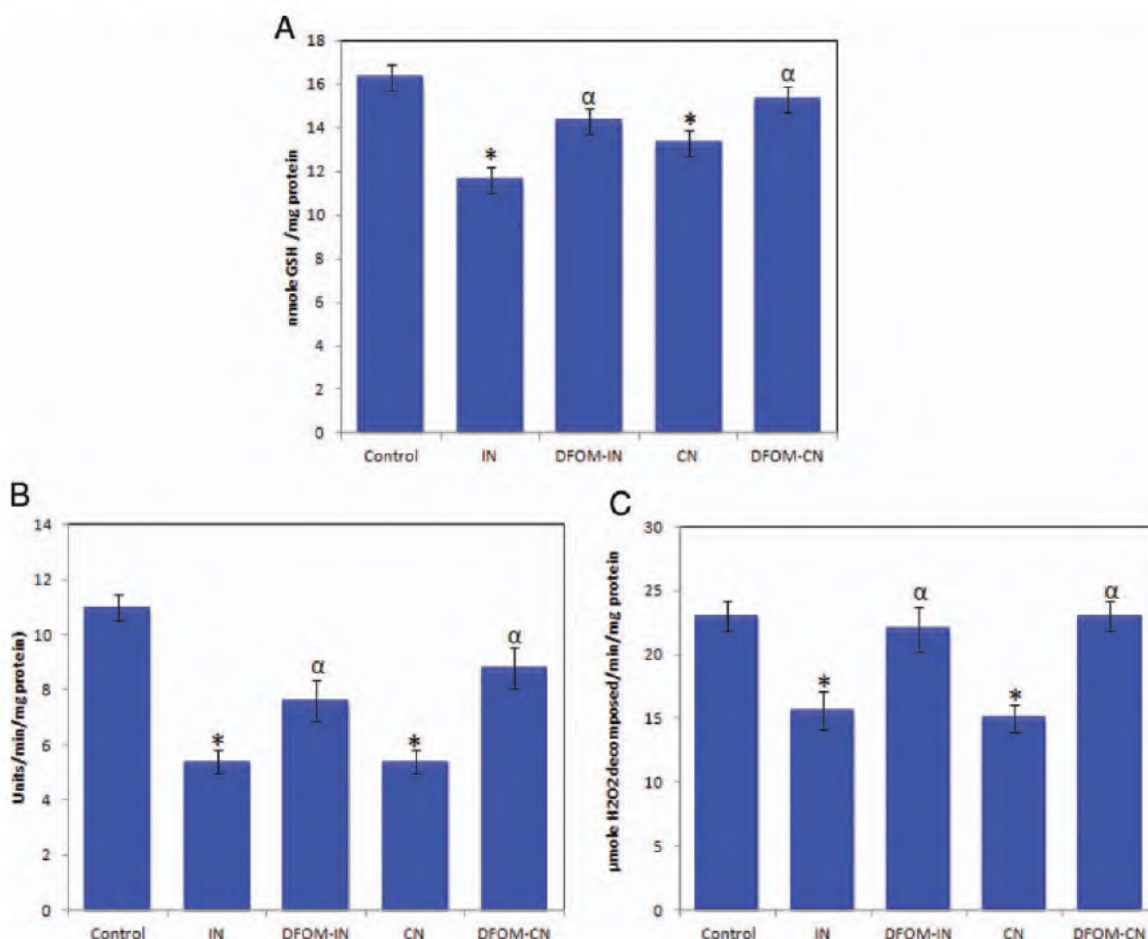 A
nmole GSH /mg protein
18
16
14
12
10
8
6
4
2
0
*
α
*
α
Control IN DFOM-IN CN DFOM-CN
B
Units/min/mg protein)
14
12
10
8
6
4
2
0
*
α
*
α
Control IN DFOM-IN CN DFOM-CN
C
µmole H2O2 decomposed/min/mg protein
30
25
20
15
10
5
0
*
α
*
α
Control IN DFOM-IN CN DFOM-CN